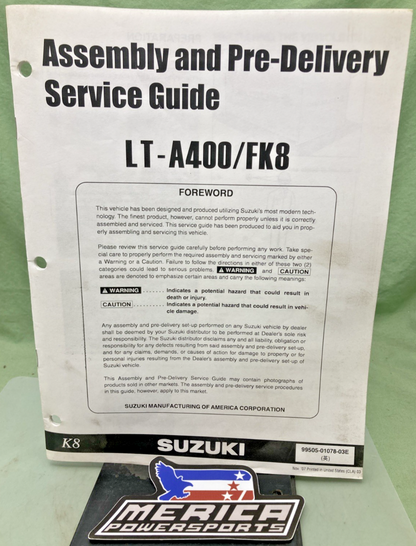 Assembly and Pre-Delivery
Service Guide
LT-A400/FK8
FOREWORD
This vehicle has been designed and produced utilizing Suzuki's most modern tech-
nology. The finest product, however, cannot perform properly unless it is correctly
assembled and serviced. This service guide has been produced to aid you in prop-
erly assembling and servicing this vehicle.
Please review this service guide carefully before performing any work. Take spe-
cial care to properly perform the required assembly and servicing marked by either
a Warning or a Caution. Failure to follow the directions in either of these two (2)
categories could lead to serious problems. WARNING and CAUTION
areas are denoted to emphasize certain areas and carry the following meanings:
WARNING .......... Indicates a potential hazard that could result in
death or injury.
CAUTION .......... Indicates a potential hazard that could result in vehi-
cle damage.
Any assembly and pre-delivery set-up performed on any Suzuki vehicle by dealer
shall be deemed by your Suzuki distributor to be performed at Dealer's sole risk
and responsibility. The Suzuki distributor disclaims any and all liability, obligation or
responsibility for any defects resulting from said assembly and pre-delivery set-up,
and for any claims, demands, or causes of action for damage to property or for
personal injuries resulting from the Dealer's assembly and pre-delivery set-up of
Suzuki vehicle.
This Assembly and Pre-Delivery Service Guide may contain photographs of
products sold in other markets. The assembly and pre-delivery service procedures
in this guide, however, apply to this market.
SUZUKI MANUFACTURING OF AMERICA CORPORATION
K8
SUZUKI
99505-01078-03E
(英)
Printed in United States
MERICA
POWERSPORTS